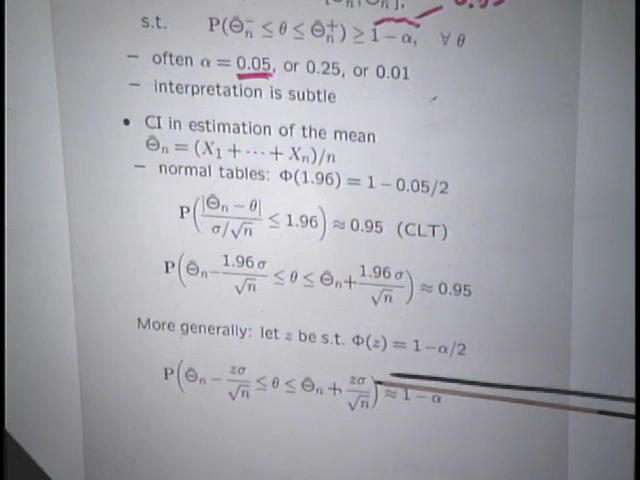 s.t. P(Θ̂ₙ⁻ ≤ θ ≤ Θ̂ₙ⁺) ≥ 1 − α, ∀ θ
– often α = 0.05, or 0.25, or 0.01
– interpretation is subtle
• CI in estimation of the mean
Θ̂ₙ = (X₁ + ··· + Xₙ)/n
– normal tables: Φ(1.96) = 1 − 0.05/2
P(|Θ̂ₙ − θ| / (σ/√n) ≤ 1.96) ≈ 0.95 (CLT)
P(Θ̂ₙ − 1.96 σ/√n ≤ θ ≤ Θ̂ₙ + 1.96 σ/√n) ≈ 0.95
More generally: let z be s.t. Φ(z) = 1 − α/2
P(Θ̂ₙ − zσ/√n ≤ θ ≤ Θ̂ₙ + zσ/√n) ≈ 1 − α